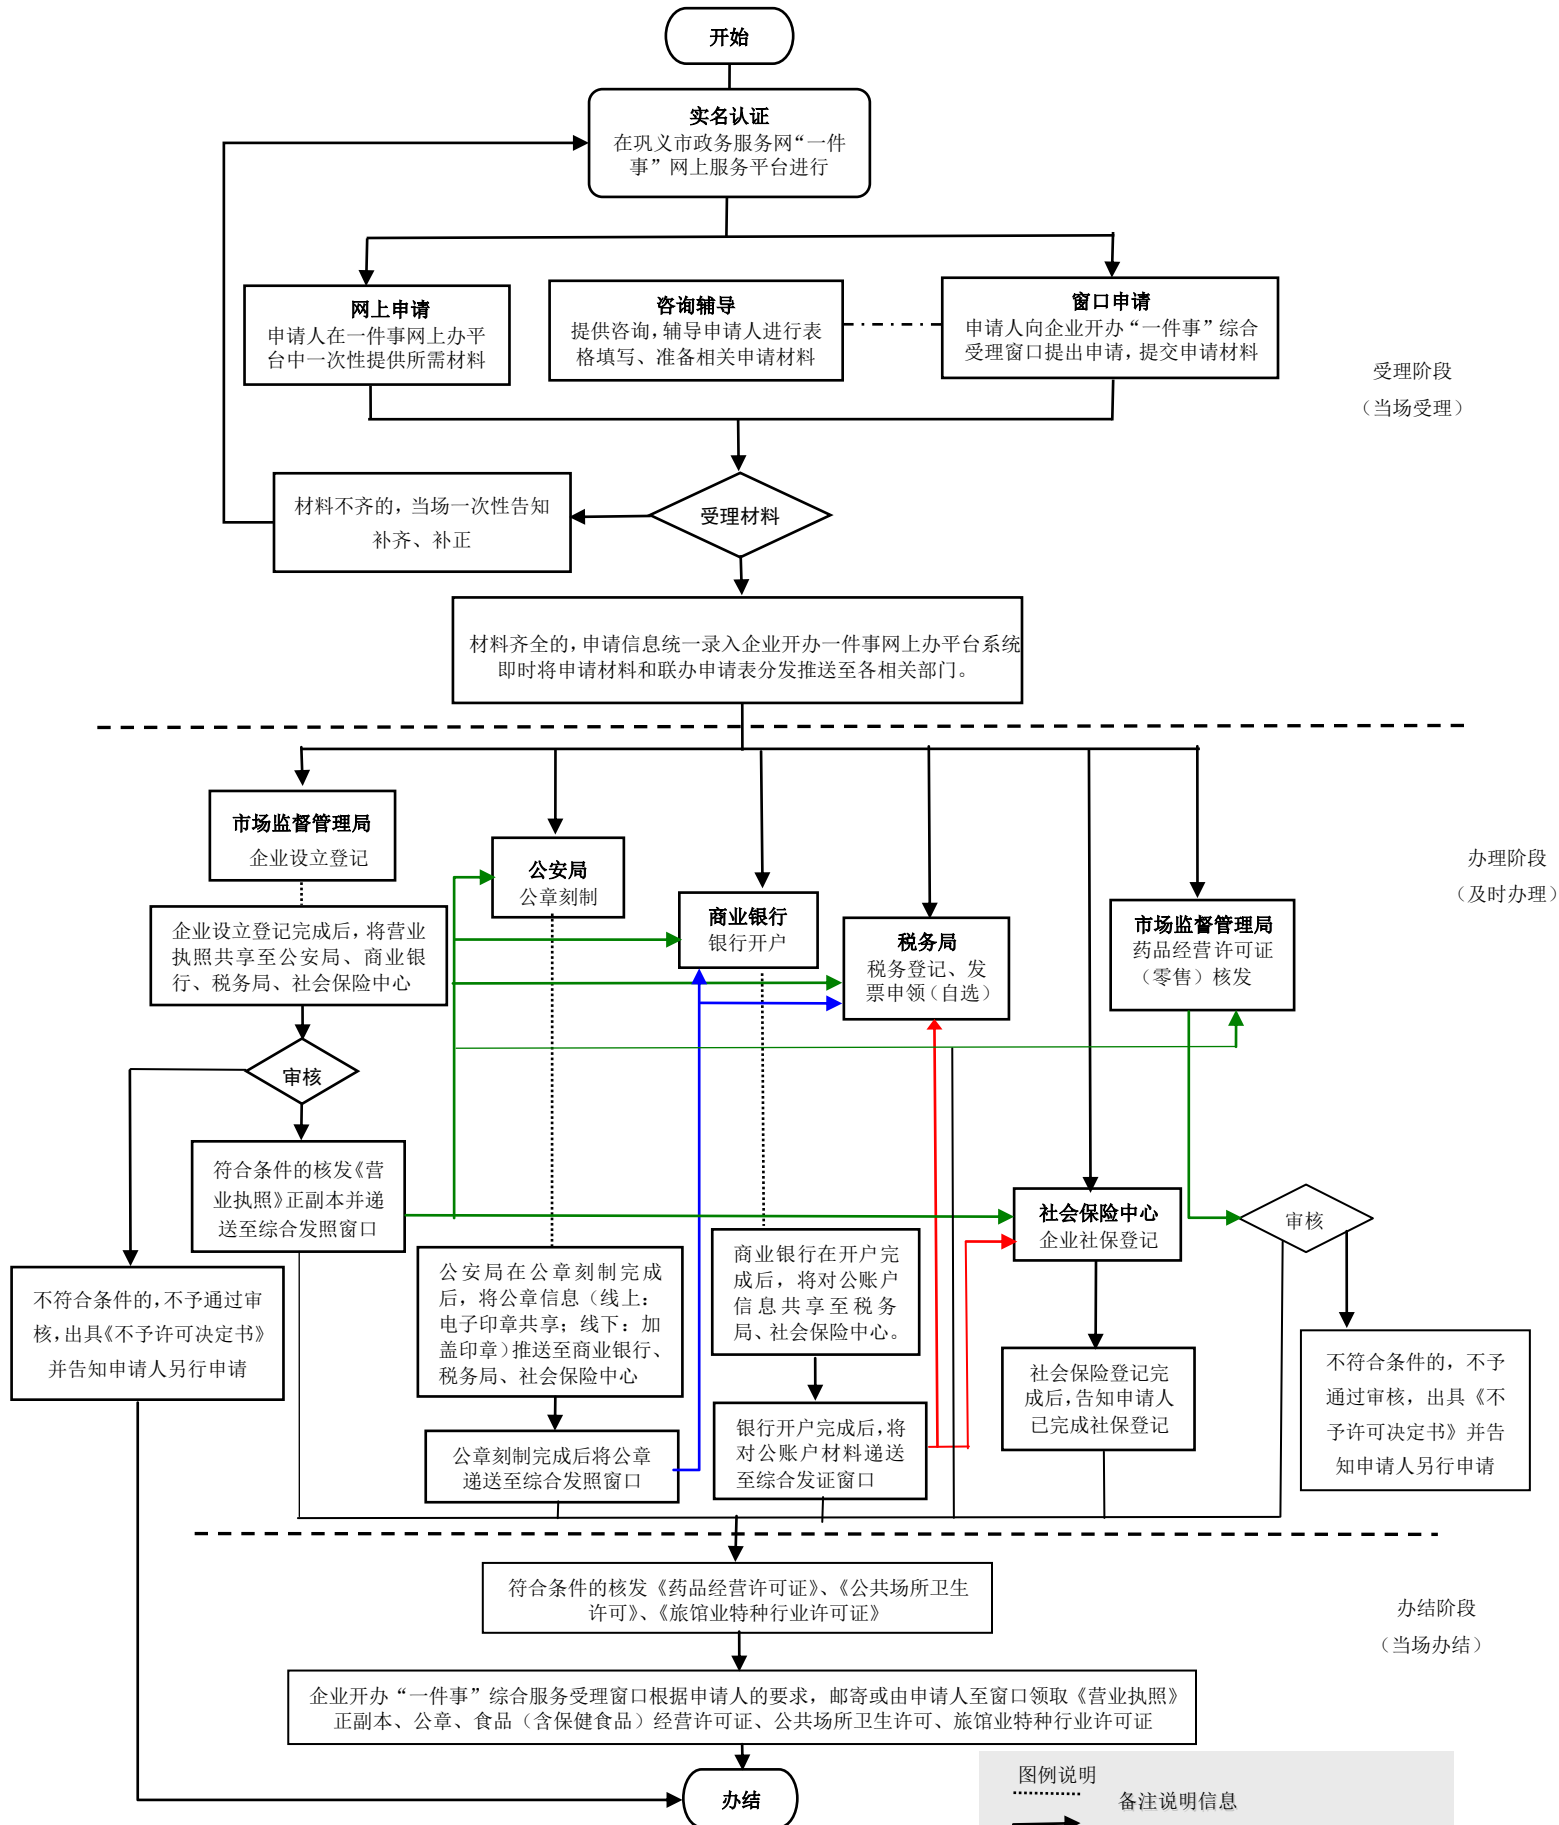 开始
实名认证
在巩义市政务服务网“一件
事”网上服务平台进行
网上申请
申请人在一件事网上办平
台中一次性提供所需材料
咨询辅导
提供咨询,辅导申请人进行表
格填写、准备相关申请材料
窗口申请
申请人向企业开办“一件事”综合
受理窗口提出申请,提交申请材料
受理阶段
（当场受理）
材料不齐的,当场一次性告知
补齐、补正
受理材料
材料齐全的,申请信息统一录入企业开办一件事网上办平台系统
即时将申请材料和联办申请表分发推送至各相关部门。
市场监督管理局
企业设立登记
公安局
公章刻制
商业银行
银行开户
税务局
税务登记、发
票申领（自选）
市场监督管理局
药品经营许可证
（零售）核发
办理阶段
（及时办理）
企业设立登记完成后,将营业
执照共享至公安局、商业银
行、税务局、社会保险中心
审核
符合条件的核发《营
业执照》正副本并递
送至综合发照窗口
社会保险中心
企业社保登记
审核
不符合条件的,不予通过审
核,出具《不予许可决定书》
并告知申请人另行申请
公安局在公章刻制完成
后，将公章信息（线上：
电子印章共享；线下：加
盖印章）推送至商业银行、
税务局、社会保险中心
商业银行在开户完
成后，将对公账户
信息共享至税务
局、社会保险中心。
社会保险登记完
成后,告知申请人
已完成社保登记
不符合条件的，不予
通过审核，出具《不
予许可决定书》并告
知申请人另行申请
公章刻制完成后将公章
递送至综合发照窗口
银行开户完成后,将
对公账户材料递送
至综合发证窗口
符合条件的核发《药品经营许可证》、《公共场所卫生
许可》、《旅馆业特种行业许可证》
办结阶段
（当场办结）
企业开办“一件事”综合服务受理窗口根据申请人的要求，邮寄或由申请人至窗口领取《营业执照》
正副本、公章、食品（含保健食品）经营许可证、公共场所卫生许可、旅馆业特种行业许可证
办结
图例说明
备注说明信息